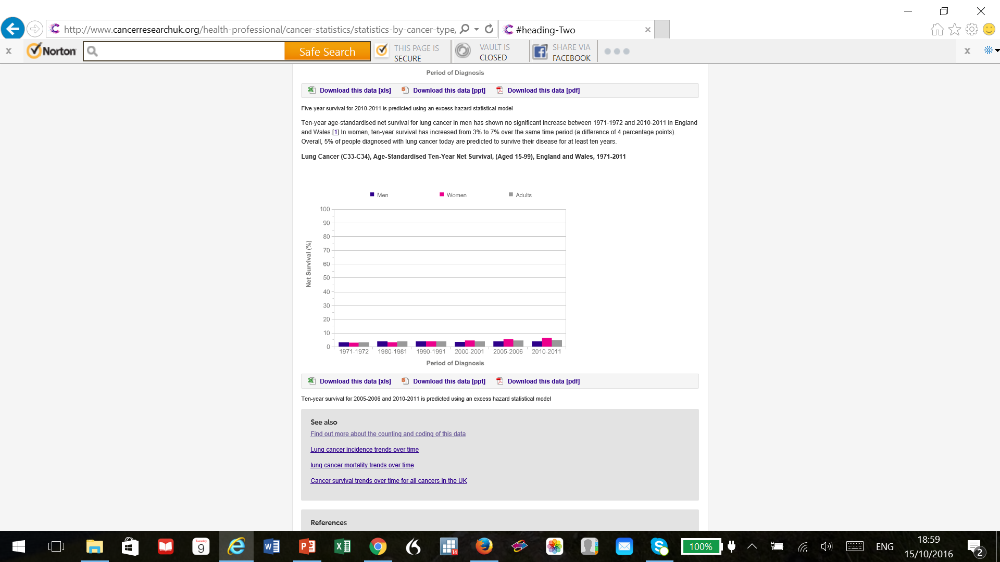 http://www.cancerresearchuk.org/health-professional/cancer-statistics/statistics-by-cancer-type,
#heading-Two
Norton
Safe Search
THIS PAGE IS
SECURE
VAULT IS
CLOSED
SHARE VIA
FACEBOOK
Period of Diagnosis
Download this data [xls] Download this data [ppt] Download this data [pdf]
Five-year survival for 2010-2011 is predicted using an excess hazard statistical model
Ten-year age-standardised net survival for lung cancer in men has shown no significant increase between 1971-1972 and 2010-2011 in England
and Wales.[1] In women, ten-year survival has increased from 3% to 7% over the same time period (a difference of 4 percentage points).
Overall, 5% of people diagnosed with lung cancer today are predicted to survive their disease for at least ten years.
Lung Cancer (C33-C34), Age-Standardised Ten-Year Net Survival, (Aged 15-99), England and Wales, 1971-2011
Men Women Adults
Net Survival (%)
100
90
80
70
60
50
40
30
20
10
0
1971-1972 1980-1981 1990-1991 2000-2001 2005-2006 2010-2011
Period of Diagnosis
Download this data [xls] Download this data [ppt] Download this data [pdf]
Ten-year survival for 2005-2006 and 2010-2011 is predicted using an excess hazard statistical model
See also
Find out more about the counting and coding of this data
Lung cancer incidence trends over time
lung cancer mortality trends over time
Cancer survival trends over time for all cancers in the UK
References
Tuesday
9
14
100%
ENG
18:59
15/10/2016
2